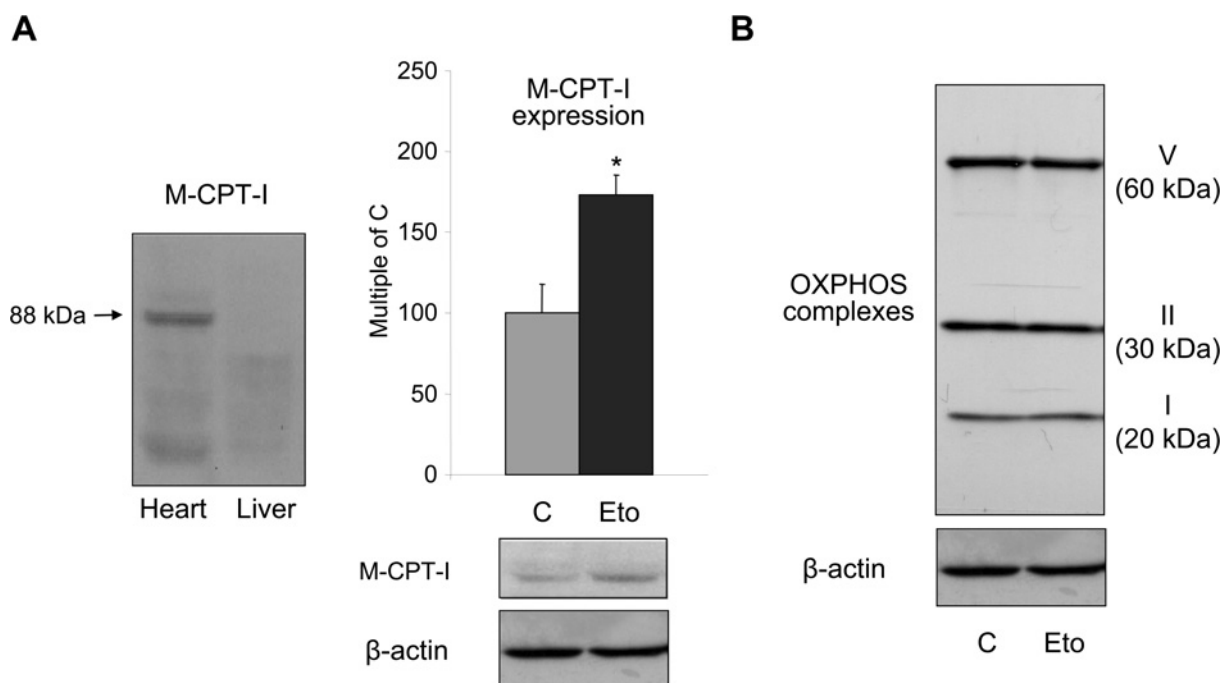 A
M-CPT-I
88 kDa
Heart Liver
250
200
150
100
50
0
Multiple of C
M-CPT-I
expression
*
C Eto
M-CPT-I
β-actin
B
OXPHOS
complexes
V
(60 kDa)
II
(30 kDa)
I
(20 kDa)
β-actin
C Eto